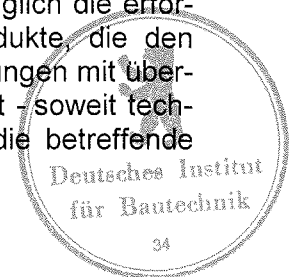 glich die erfor-
dukte, die den
ungen mit über-
t - soweit tech-
die betreffende
Deutsches Institut
für Bautechnik
34